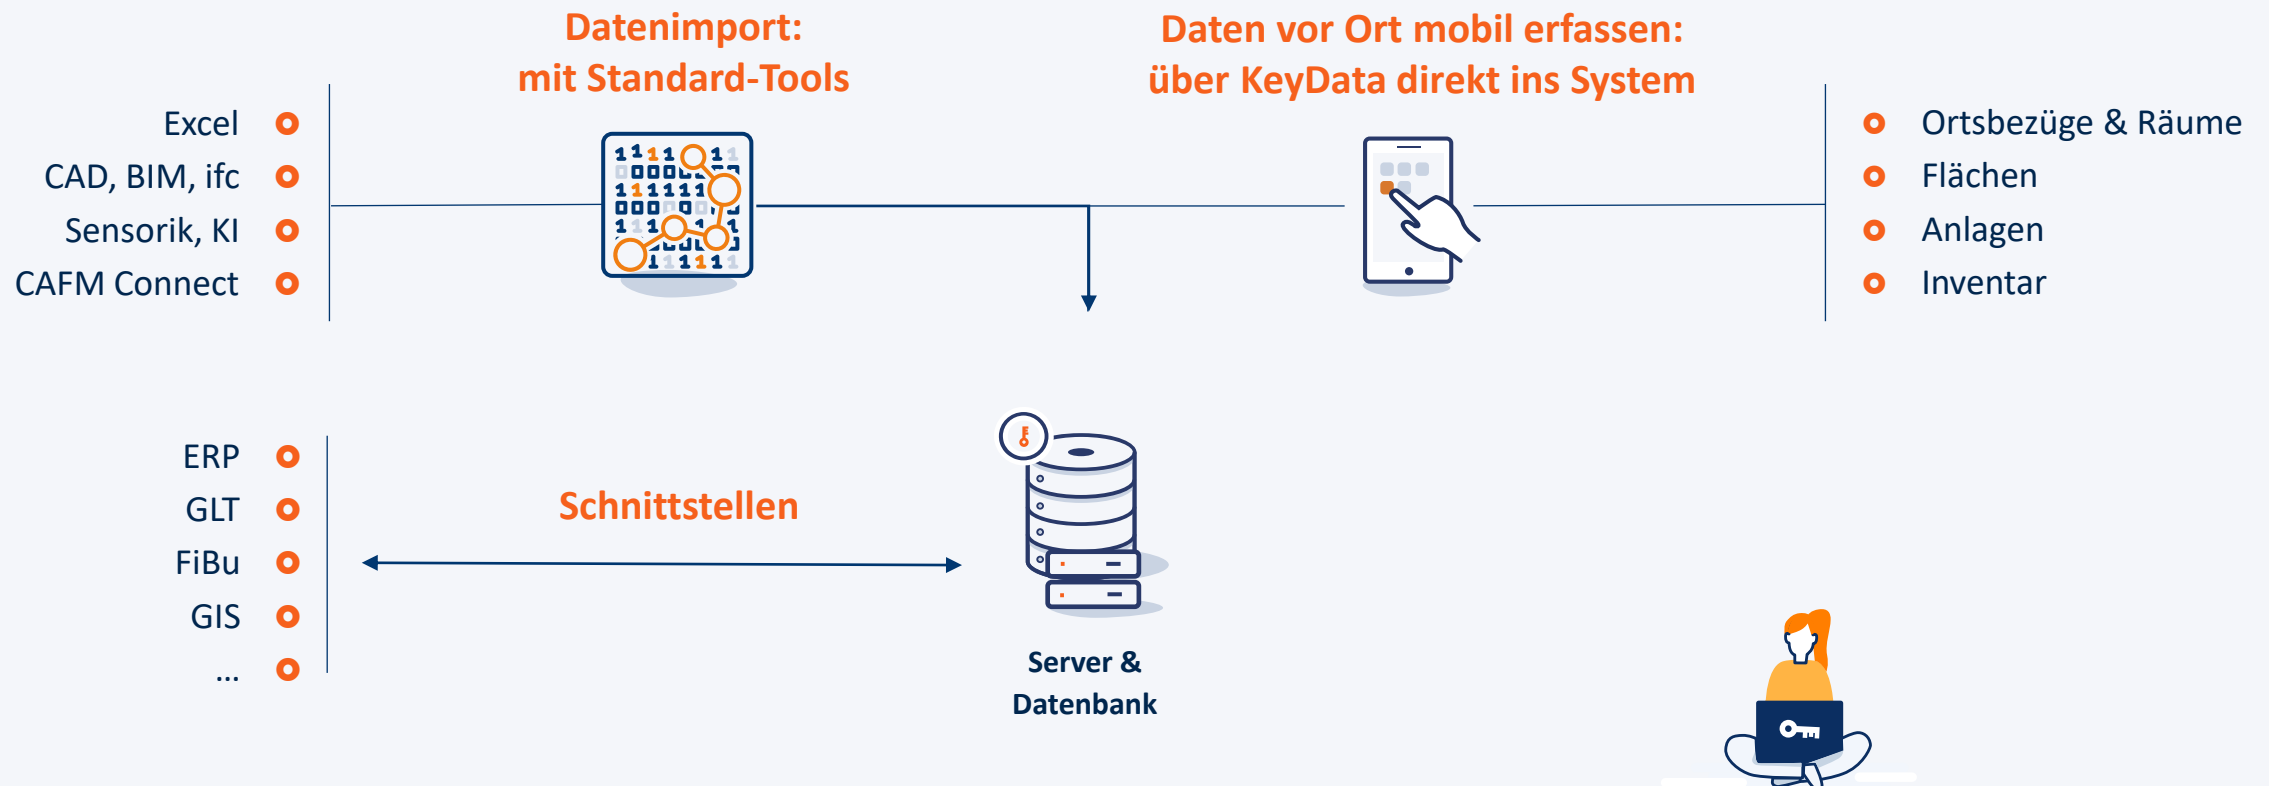 Datenimport:
mit Standard-Tools
Excel
CAD, BIM, ifc
Sensorik, KI
CAFM Connect
Daten vor Ort mobil erfassen:
über KeyData direkt ins System
Ortsbezüge & Räume
Flächen
Anlagen
Inventar
ERP
GLT
FiBu
GIS
...
Schnittstellen
Server &
Datenbank